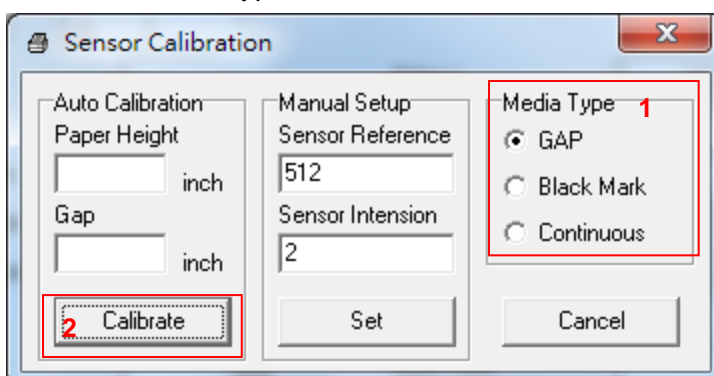 Sensor Calibration
Auto Calibration
Paper Height
inch
Gap
inch
2 Calibrate
Manual Setup
Sensor Reference
512
Sensor Intension
2
Set
Media Type 1
GAP
Black Mark
Continuous
Cancel